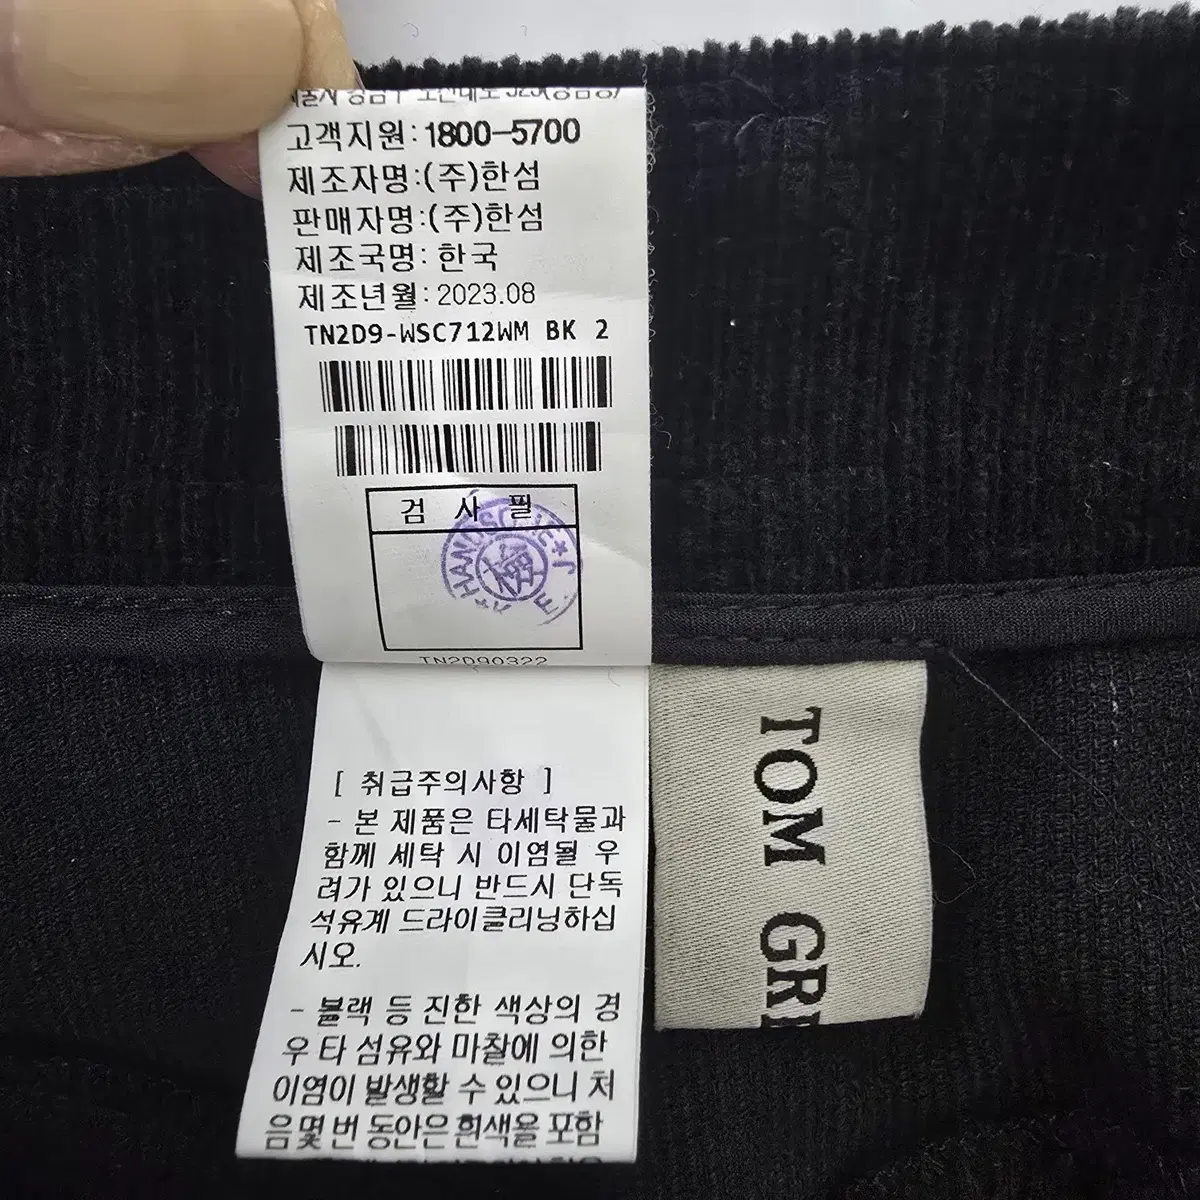 고객지원:1800-5700
제조자명:(주)한섬
판매자명:(주)한섬
제조국명: 한국
제조년월: 2023.08
TN2D9-WSC712WM BK 2
검 사 필
TN2D90322
[ 취급주의사항 ]
- 본 제품은 타세탁물과
함께 세탁 시 이염될 우
려가 있으니 반드시 단독
석유계 드라이클리닝하십
시오.
- 블랙 등 진한 색상의 경
우 타 섬유와 마찰에 의한
이염이 발생할 수 있으니 처
음몇 번 동안은 흰색을 포함
TOM GR